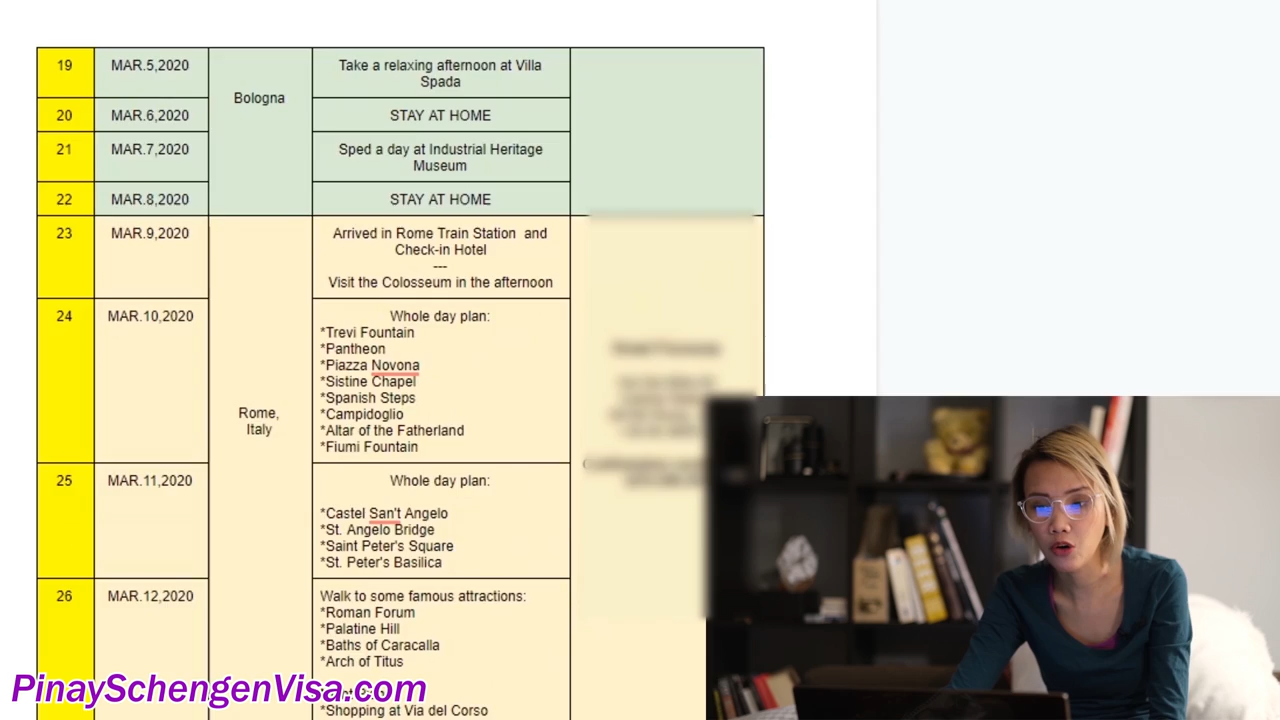 19
MAR.5,2020
Bologna
Take a relaxing afternoon at Villa
Spada
20
MAR.6,2020
STAY AT HOME
21
MAR.7,2020
Sped a day at Industrial Heritage
Museum
22
MAR.8,2020
STAY AT HOME
23
MAR.9,2020
Arrived in Rome Train Station and
Check-in Hotel
---
Visit the Colosseum in the afternoon
24
MAR.10,2020
Rome,
Italy
Whole day plan:
*Trevi Fountain
*Pantheon
*Piazza Novona
*Sistine Chapel
*Spanish Steps
*Campidoglio
*Altar of the Fatherland
*Fiumi Fountain
25
MAR.11,2020
Whole day plan:
*Castel San't Angelo
*St. Angelo Bridge
*Saint Peter's Square
*St. Peter's Basilica
26
MAR.12,2020
Walk to some famous attractions:
*Roman Forum
*Palatine Hill
*Baths of Caracalla
*Arch of Titus
*Shopping at Via del Corso
PinaySchengenVisa.com